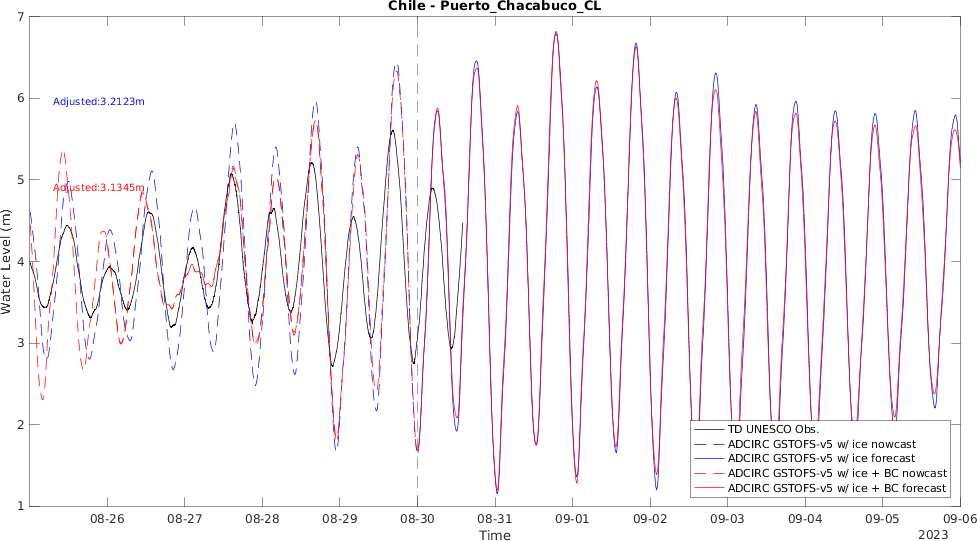 Chile - Puerto_Chacabuco_CL
7
6
5
4
3
2
1
Water Level (m)
Adjusted:3.2123m
Adjusted:3.1345m
TD UNESCO Obs.
ADCIRC GSTOFS-v5 w/ ice nowcast
ADCIRC GSTOFS-v5 w/ ice forecast
ADCIRC GSTOFS-v5 w/ ice + BC nowcast
ADCIRC GSTOFS-v5 w/ ice + BC forecast
08-26 08-27 08-28 08-29 08-30 08-31 09-01 09-02 09-03 09-04 09-05 09-06
Time
2023